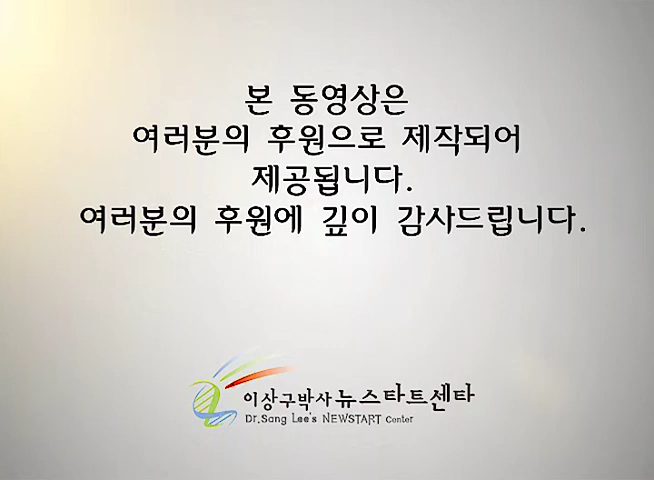 본 동영상은
여러분의 후원으로 제작되어
제공됩니다.
여러분의 후원에 깊이 감사드립니다.
이상구박사 뉴스타트센타
Dr.Sang Lee's NEWSTART Center